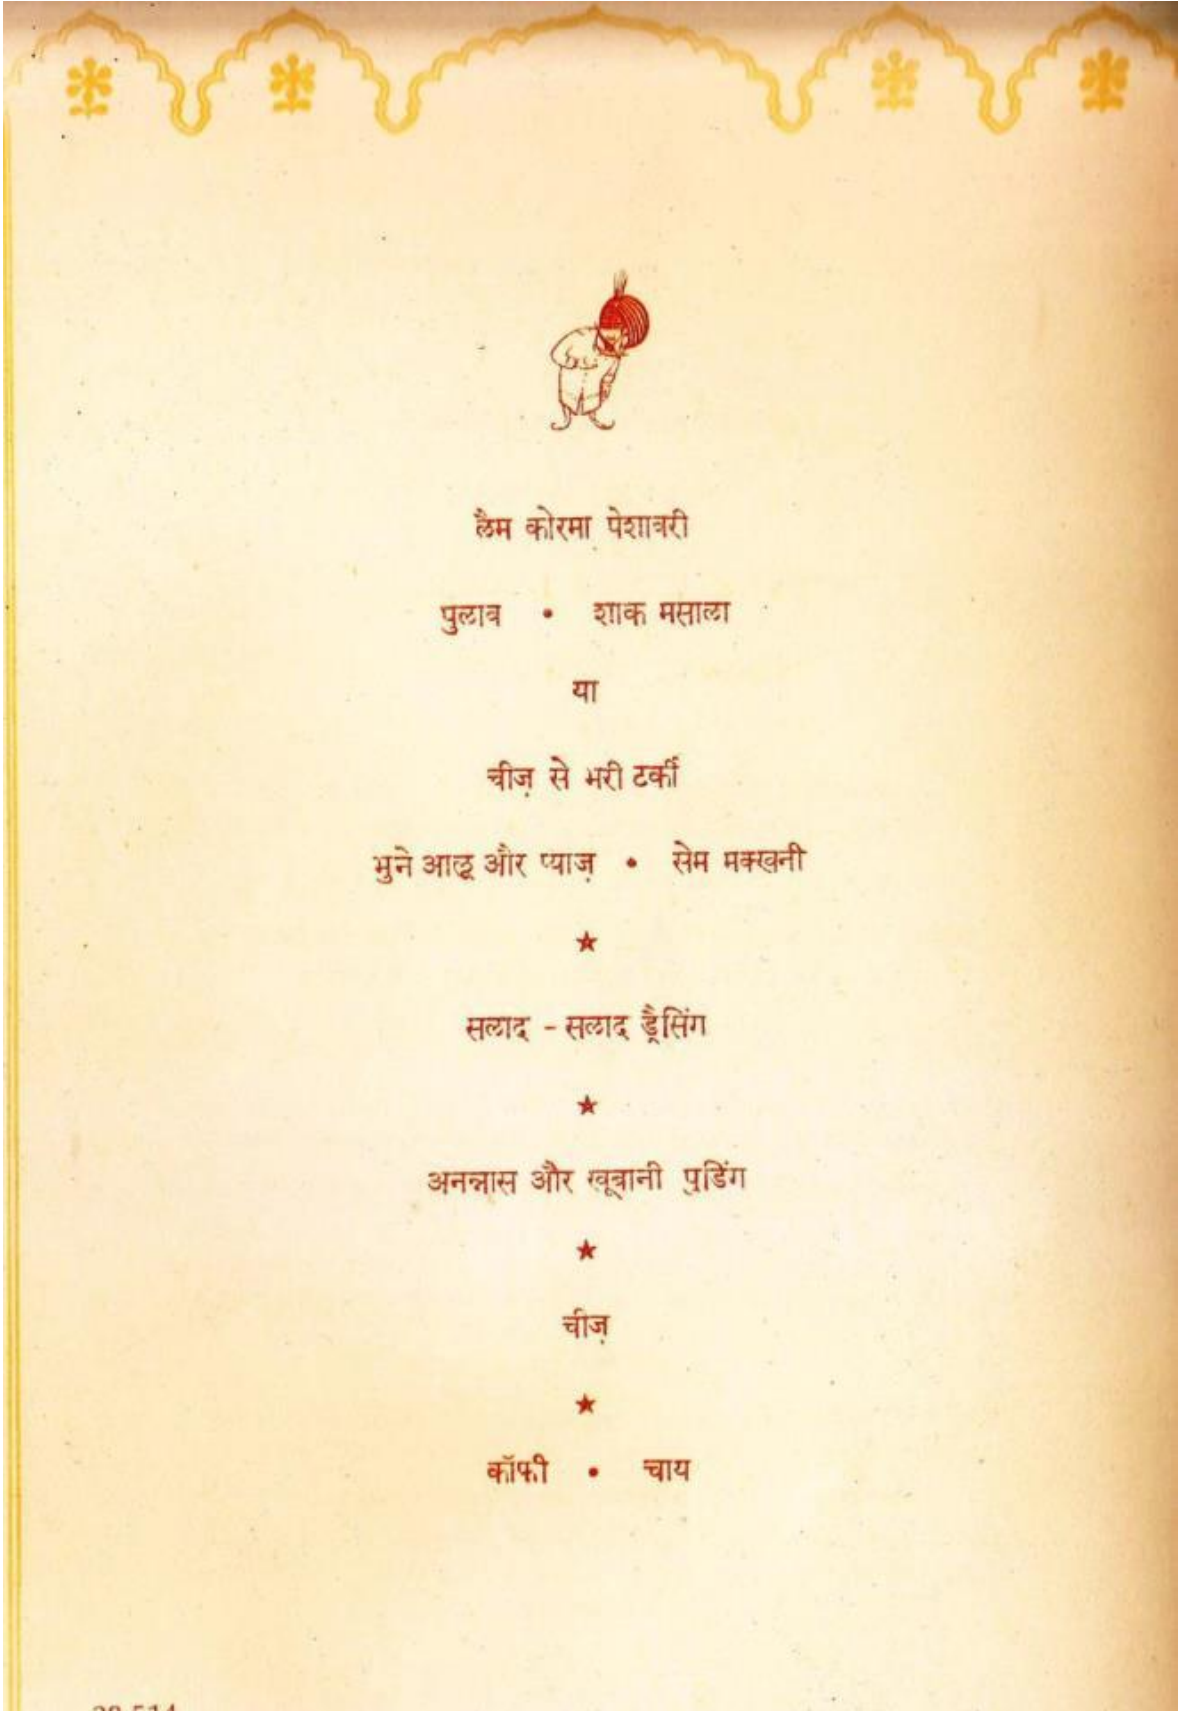 लैम कोरमा पेशावरी
पुलाव • शाक मसाला
या
चीज़ से भरी टर्की
भुने आलू और प्याज़ • सेम मक्खनी
★
सलाद - सलाद ड्रैसिंग
★
अनन्नास और खूबानी पुडिंग
★
चीज़
★
कॉफी • चाय